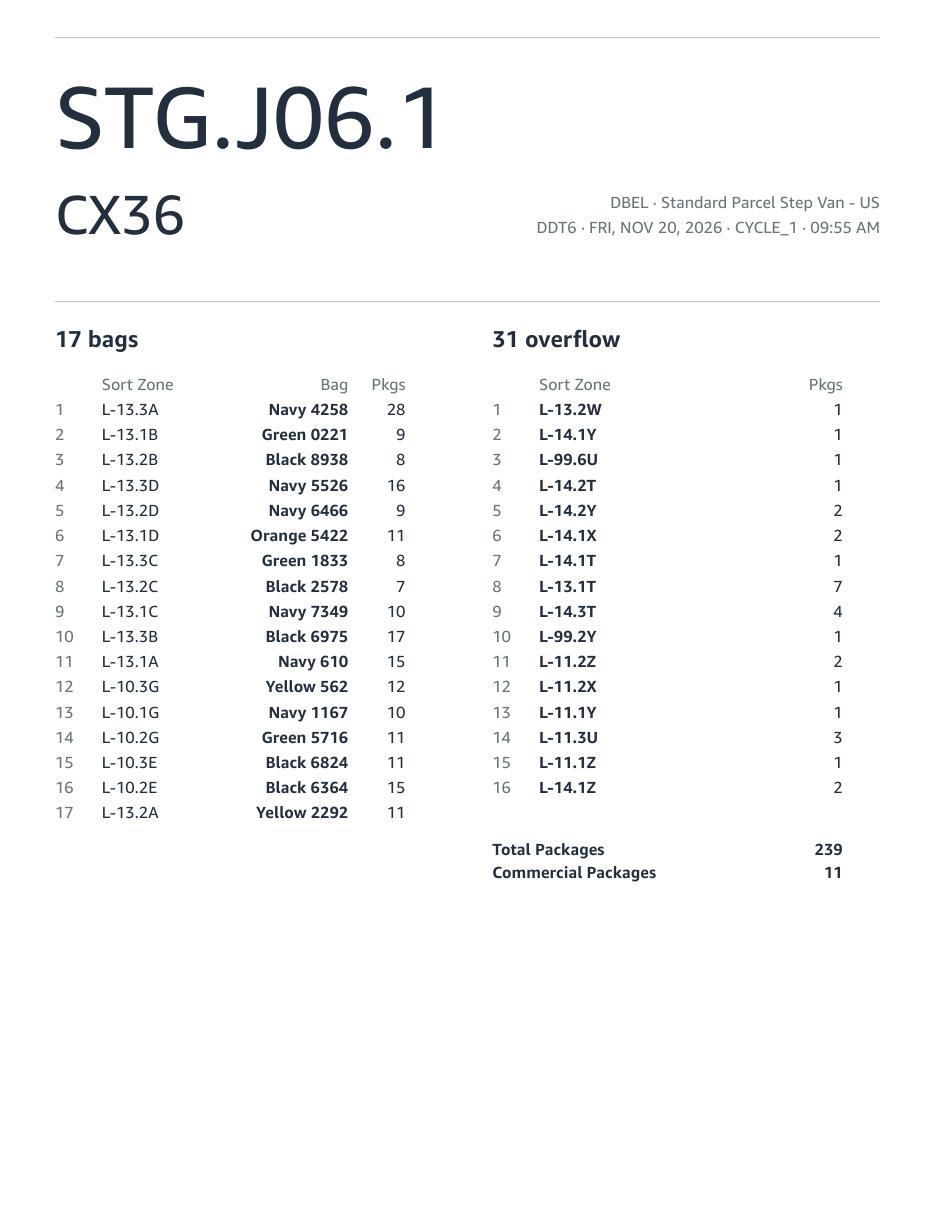 STG.J06.1
CX36
DBEL · Standard Parcel Step Van - US
DDT6 · FRI, NOV 20, 2026 · CYCLE_1 · 09:55 AM
17 bags
Sort Zone Bag Pkgs
1 L-13.3A Navy 4258 28
2 L-13.1B Green 0221 9
3 L-13.2B Black 8938 8
4 L-13.3D Navy 5526 16
5 L-13.2D Navy 6466 9
6 L-13.1D Orange 5422 11
7 L-13.3C Green 1833 8
8 L-13.2C Black 2578 7
9 L-13.1C Navy 7349 10
10 L-13.3B Black 6975 17
11 L-13.1A Navy 610 15
12 L-10.3G Yellow 562 12
13 L-10.1G Navy 1167 10
14 L-10.2G Green 5716 11
15 L-10.3E Black 6824 11
16 L-10.2E Black 6364 15
17 L-13.2A Yellow 2292 11
31 overflow
Sort Zone Pkgs
1 L-13.2W 1
2 L-14.1Y 1
3 L-99.6U 1
4 L-14.2T 1
5 L-14.2Y 2
6 L-14.1X 2
7 L-14.1T 1
8 L-13.1T 7
9 L-14.3T 4
10 L-99.2Y 1
11 L-11.2Z 2
12 L-11.2X 1
13 L-11.1Y 1
14 L-11.3U 3
15 L-11.1Z 1
16 L-14.1Z 2
Total Packages 239
Commercial Packages 11